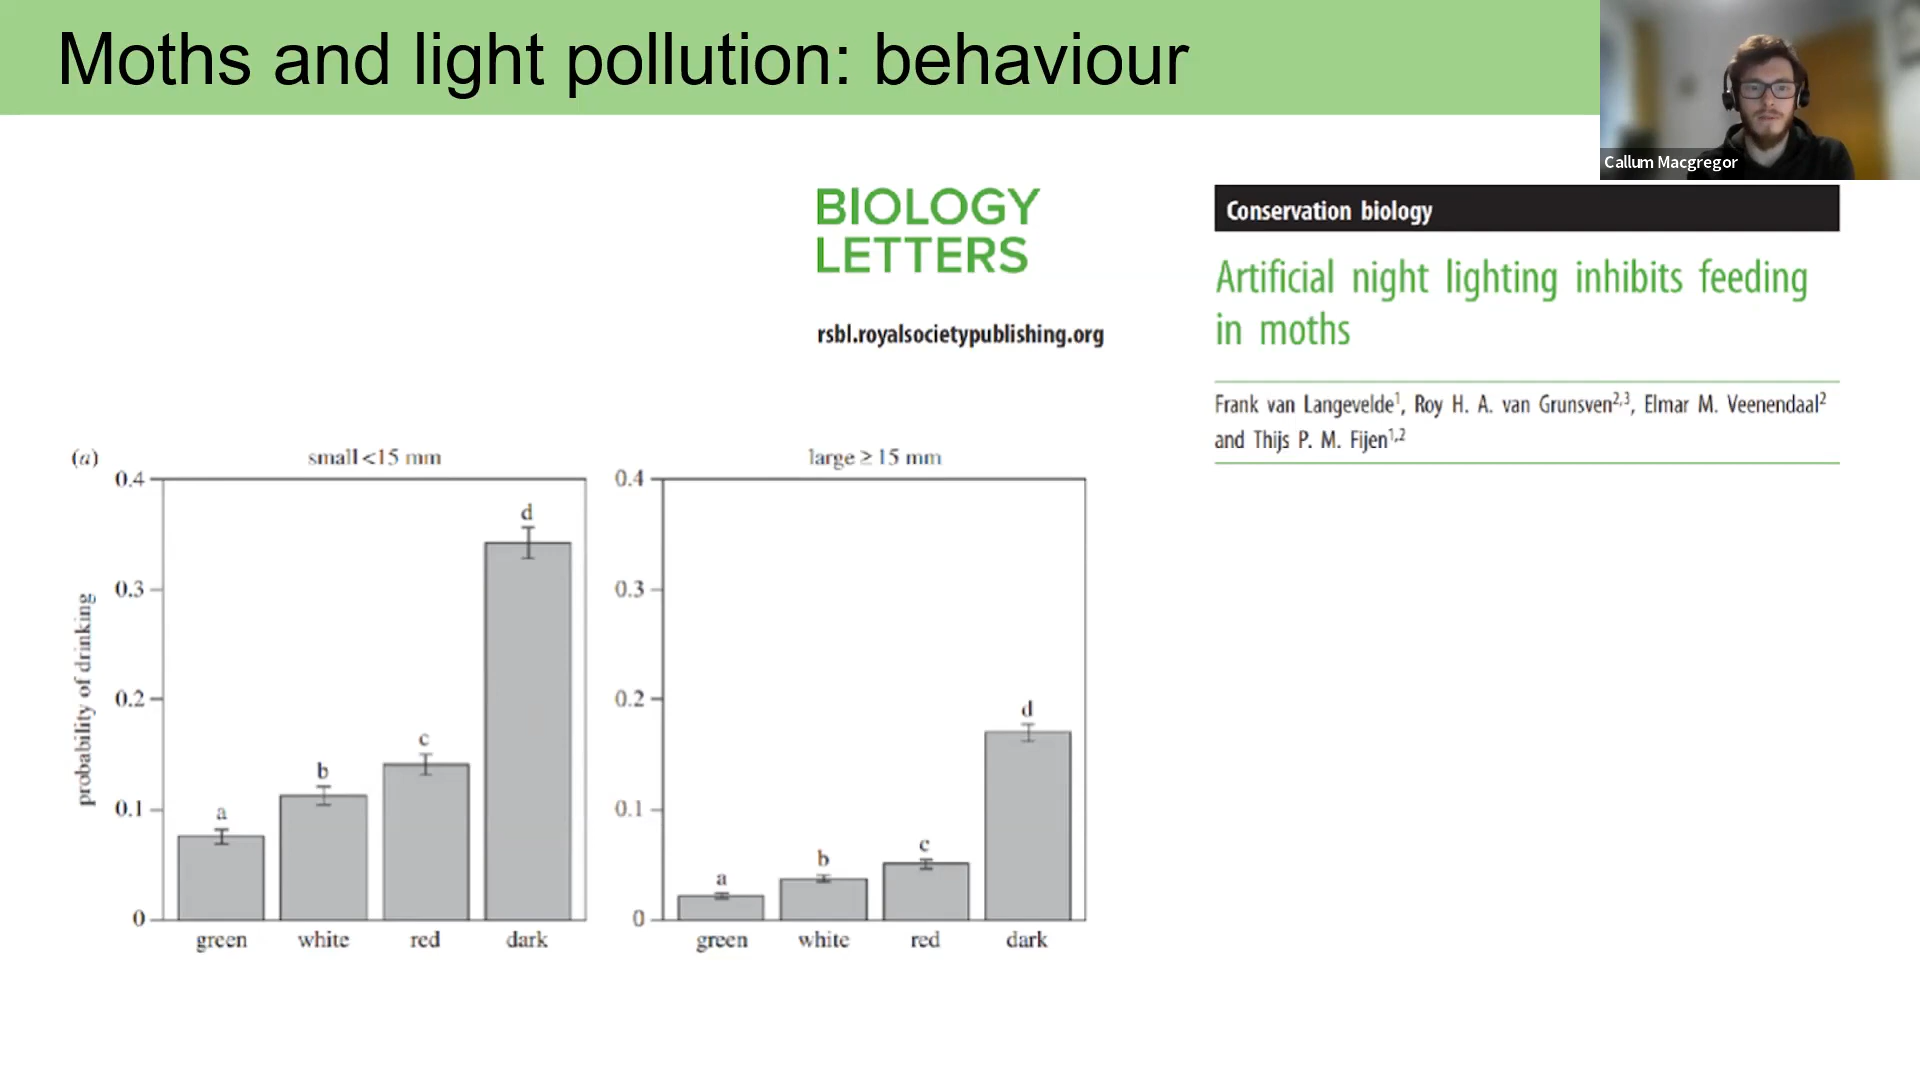 Moths and light pollution: behaviour
Callum Macgregor
BIOLOGY
LETTERS
rsbl.royalsocietypublishing.org
Conservation biology
Artificial night lighting inhibits feeding
in moths
Frank van Langevelde1, Roy H. A. van Grunsven2,3, Elmar M. Veenendaal2
and Thijs P. M. Fijen1,2
(a)
small <15 mm
0.4
0.3
0.2
0.1
0
probability of drinking
a
b
c
d
green white red dark
large ≥ 15 mm
0.4
0.3
0.2
0.1
0
a
b
c
d
green white red dark